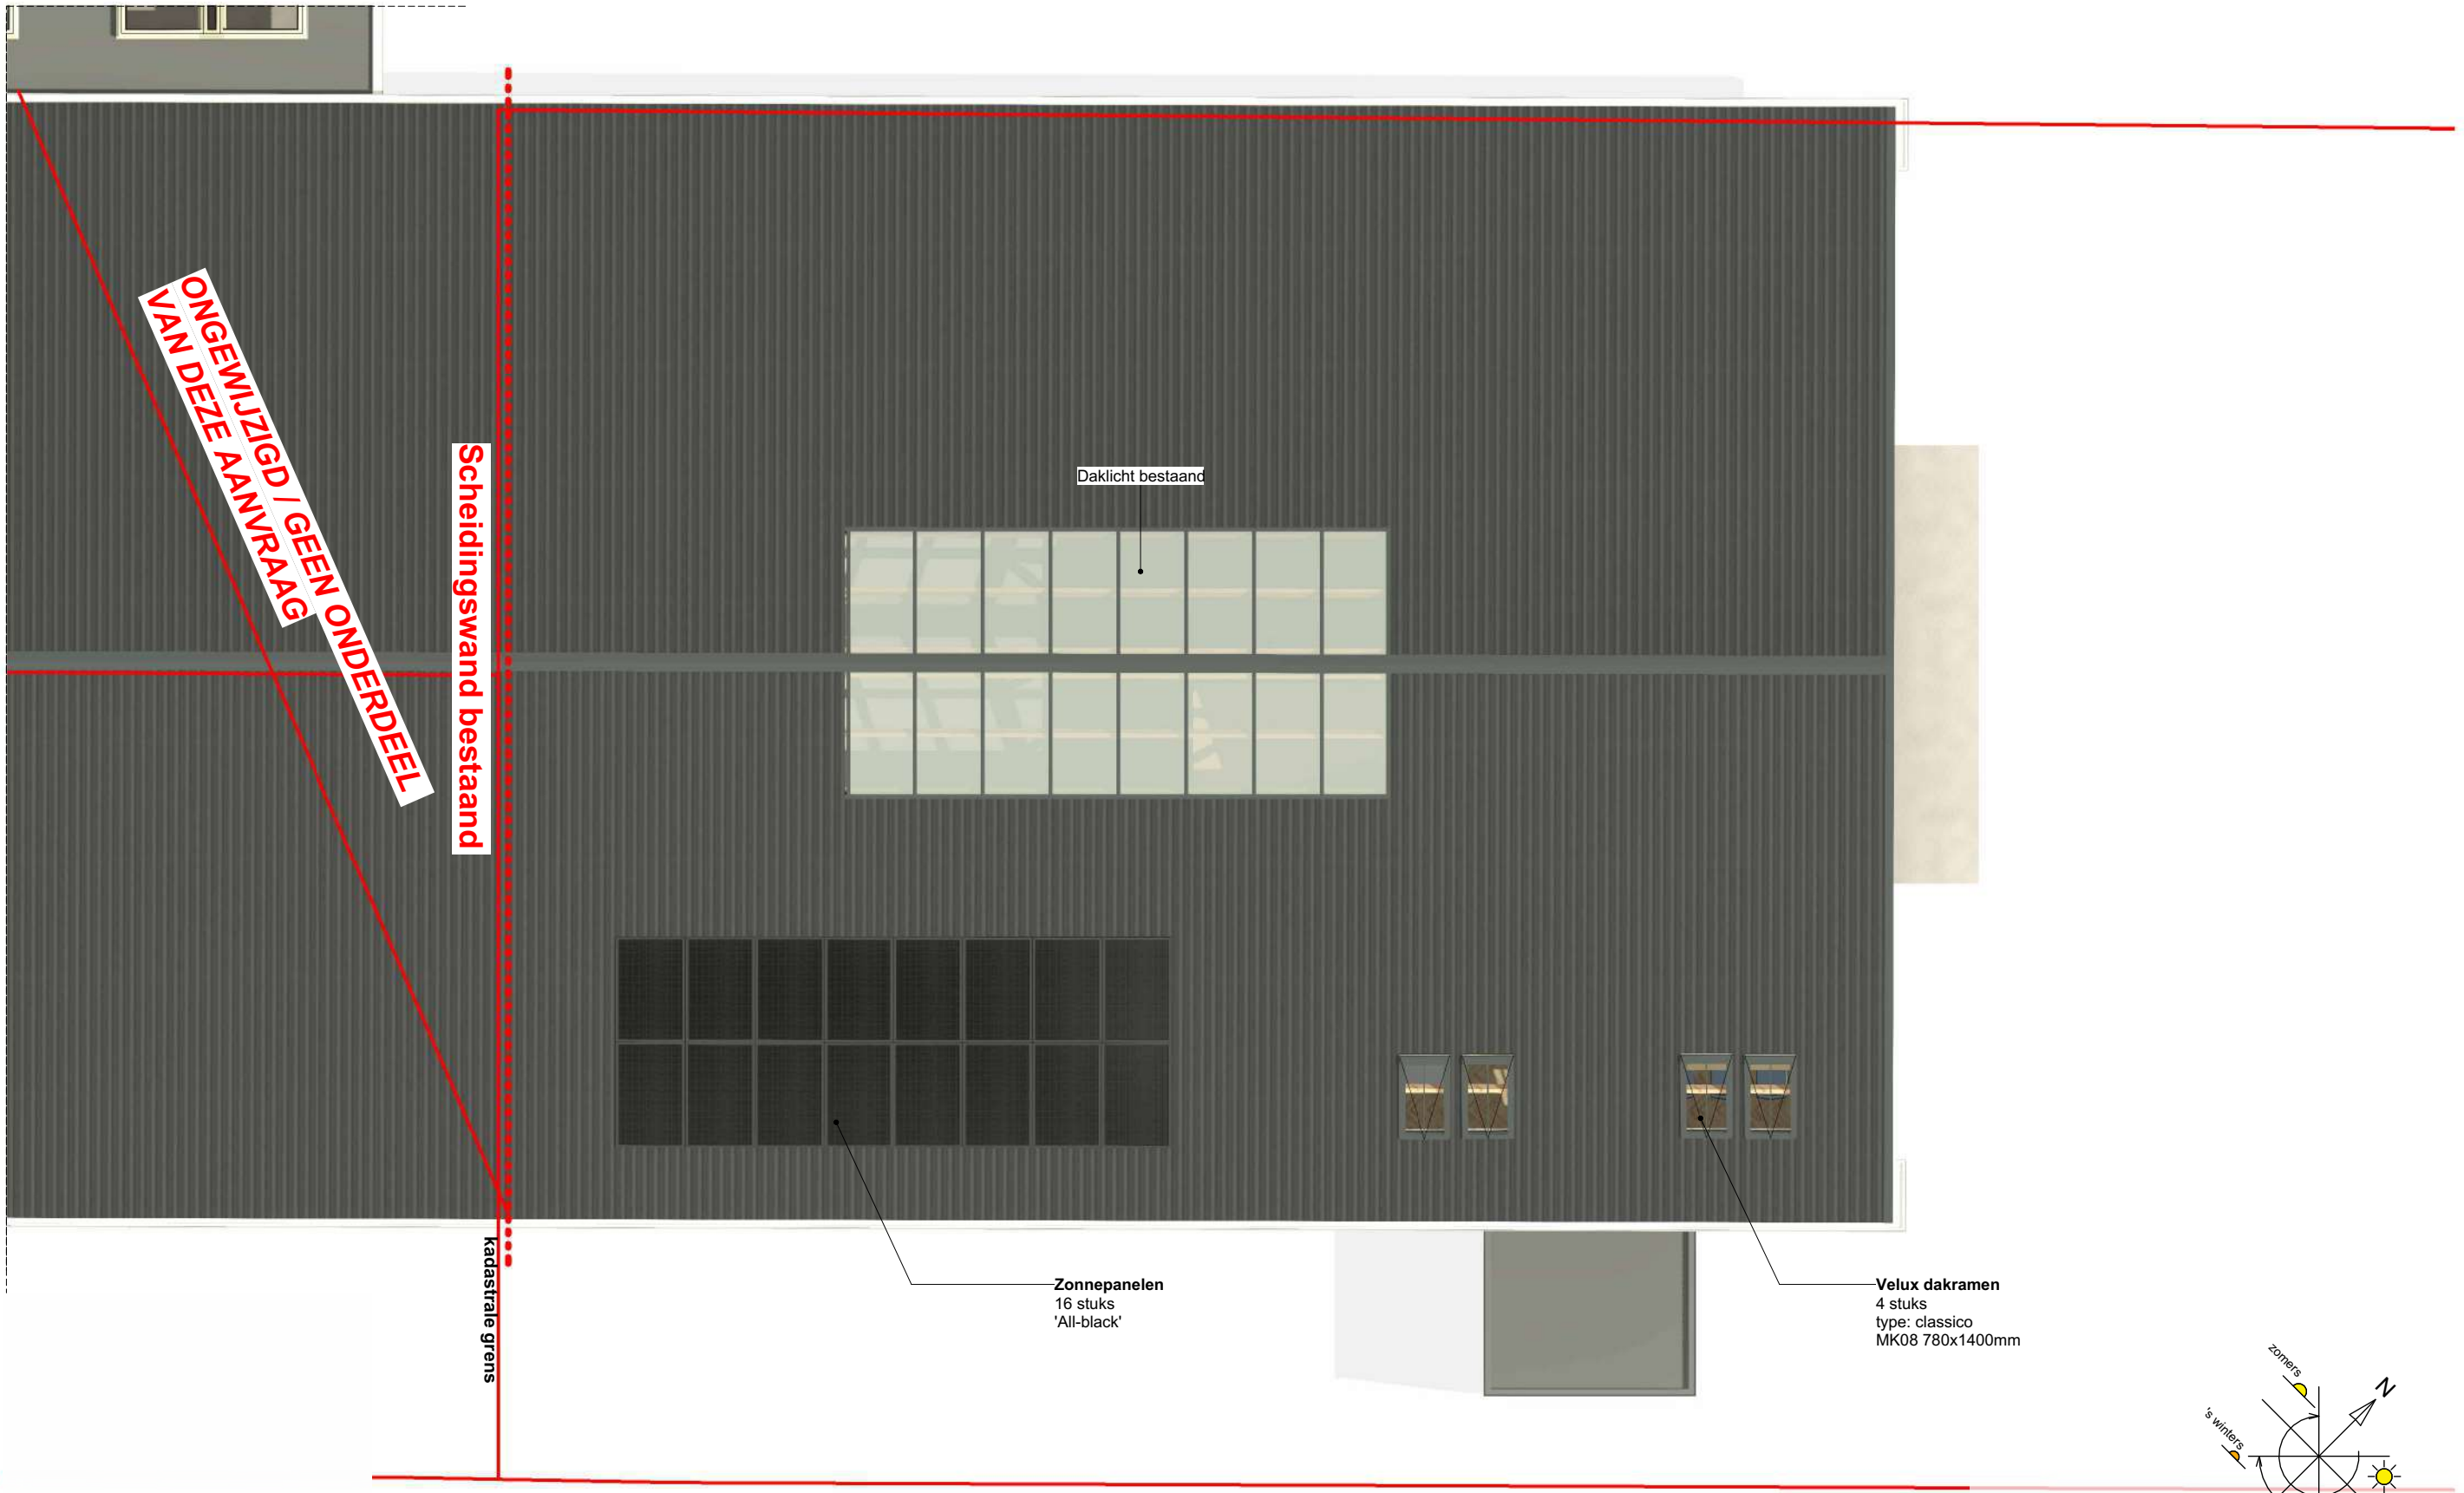 ONGEWIJZIGD / GEEN ONDERDEEL
VAN DEZE AANVRAAG
Scheidingswand bestaand
Daklicht bestaand
kadastrale grens
Zonnepanelen
16 stuks
'All-black'
Velux dakramen
4 stuks
type: classico
MK08 780x1400mm
zomers
N
's winters